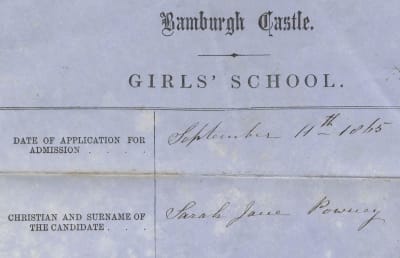 Bamburgh Castle.
GIRLS' SCHOOL.
DATE OF APPLICATION FOR
ADMISSION . . . .
September 11th 1865
CHRISTIAN AND SURNAME OF
THE CANDIDATE . . . .
Sarah Jane Powney